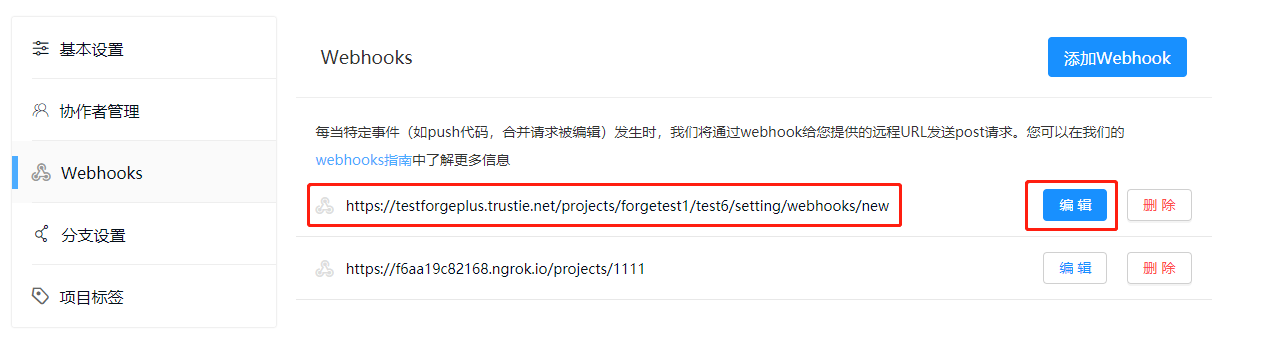 基本设置
协作者管理
Webhooks
分支设置
项目标签
Webhooks
添加Webhook
每当特定事件（如push代码，合并请求被编辑）发生时，我们将通过webhook给您提供的远程URL发送post请求。您可以在我们的
webhooks指南中了解更多信息
https://testforgeplus.trustie.net/projects/forgetest1/test6/setting/webhooks/new
编 辑
删 除
https://f6aa19c82168.ngrok.io/projects/1111
编 辑
删 除